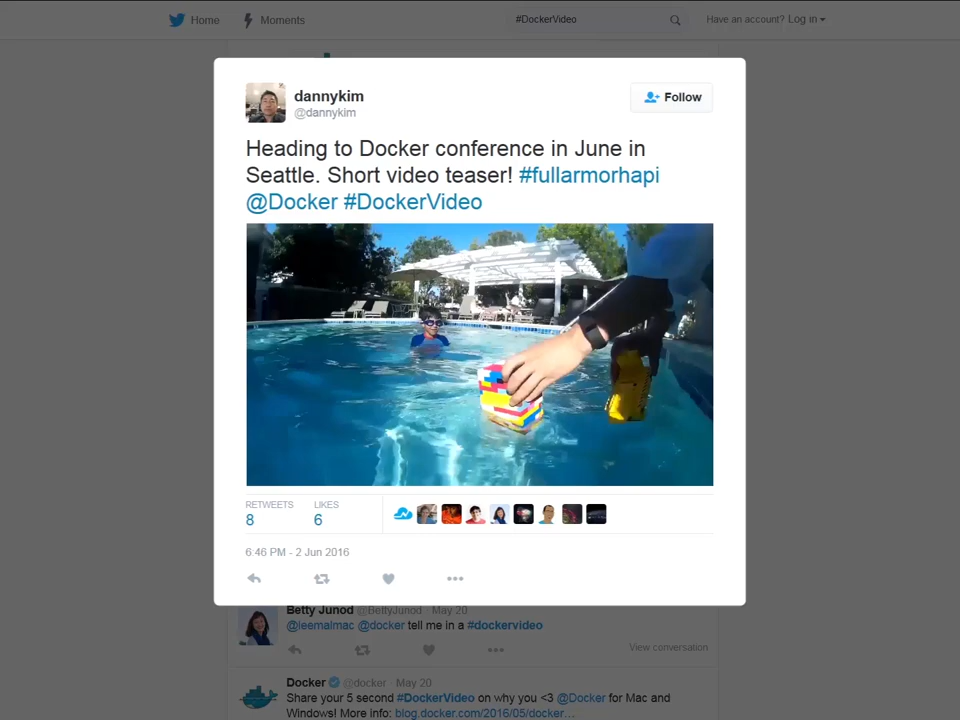 Home
Moments
#DockerVideo
Have an account? Log in
dannykim
@dannykim
Follow
Heading to Docker conference in June in
Seattle. Short video teaser! #fullarmorhapi
@Docker #DockerVideo
RETWEETS
LIKES
8
6
6:46 PM - 2 Jun 2016
Betty Junod @BettyJunod · May 20
@leemalmac @docker tell me in a #dockervideo
View conversation
Docker @docker · May 20
Share your 5 second #DockerVideo on why you <3 @Docker for Mac and
Windows! More info: blog.docker.com/2016/05/docker…